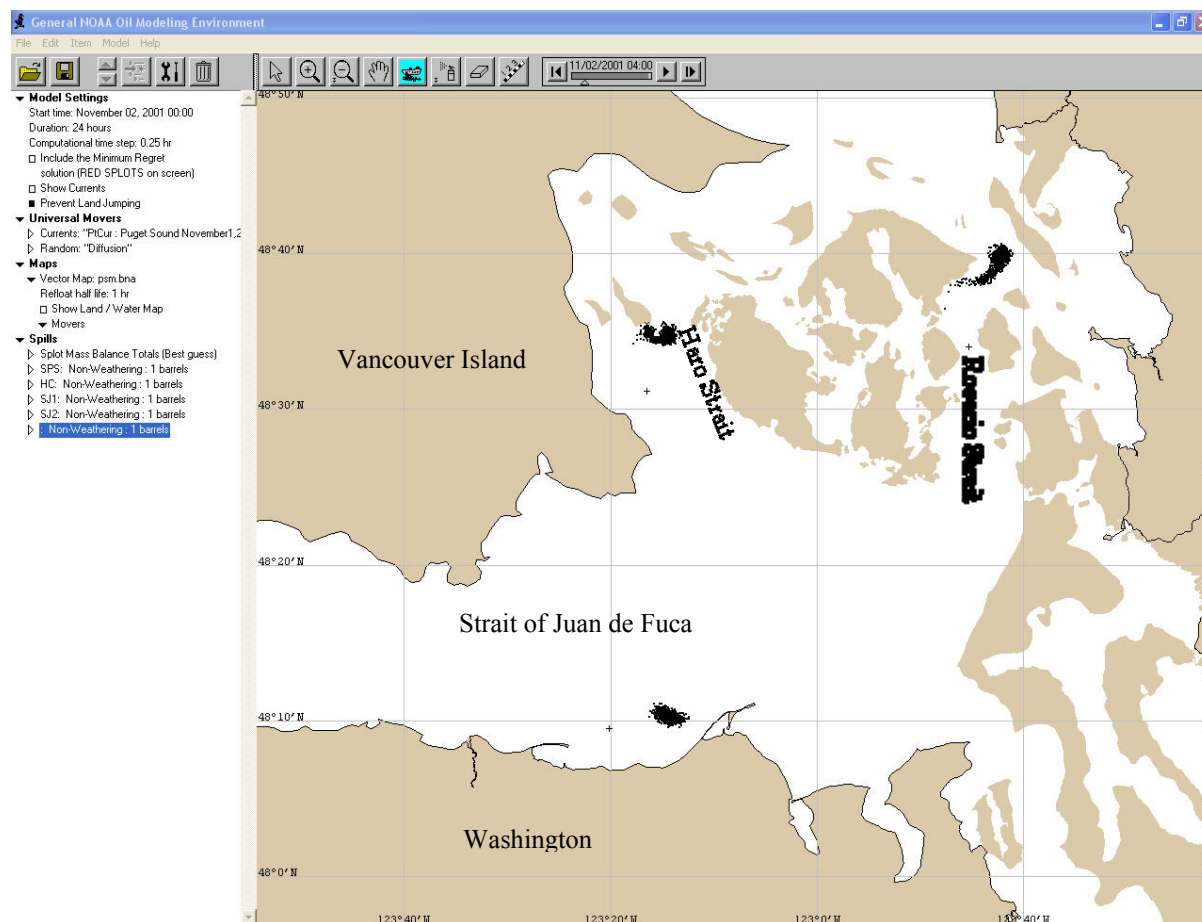 General NOAA Oil Modeling Environment
File Edit Item Model Help
11/02/2001 04:00
Model Settings
Start time: November 02, 2001 00:00
Duration: 24 hours
Computational time step: 0.25 hr
Include the Minimum Regret
solution (RED SPLOTS on screen)
Show Currents
Prevent Land Jumping
Universal Movers
Currents: "PtCur : Puget Sound November1,2
Random: "Diffusion"
Maps
Vector Map: psm.bna
Refloat half life: 1 hr
Show Land / Water Map
Movers
Spills
Splot Mass Balance Totals (Best guess)
SPS: Non-Weathering : 1 barrels
HC: Non-Weathering : 1 barrels
SJ1: Non-Weathering : 1 barrels
SJ2: Non-Weathering : 1 barrels
: Non-Weathering : 1 barrels
48°50'N
48°40'N
48°30'N
48°20'N
48°10'N
48°0'N
Vancouver Island
Haro Strait
Strait of Juan de Fuca
Washington
123°40'W
123°20'W
123°0'W